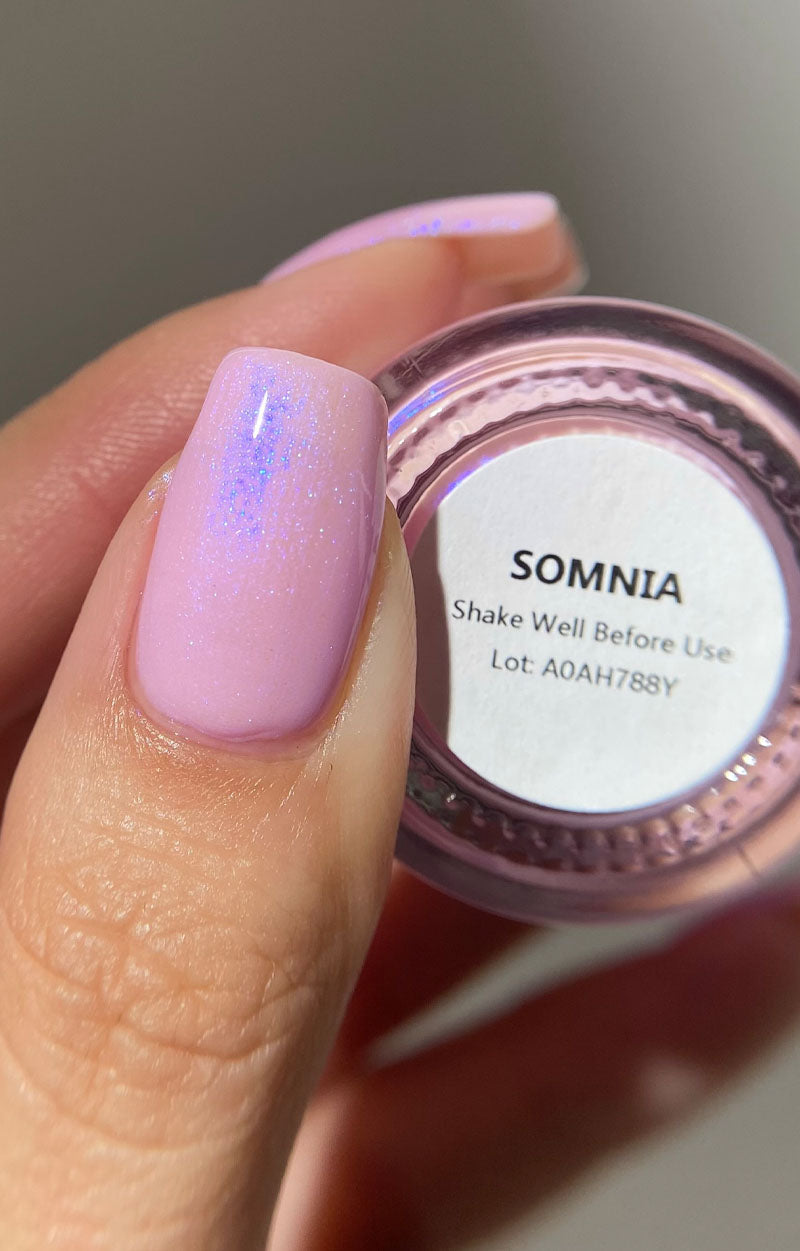 SOMNIA
Shake Well Before Use
Lot: A0AH788Y